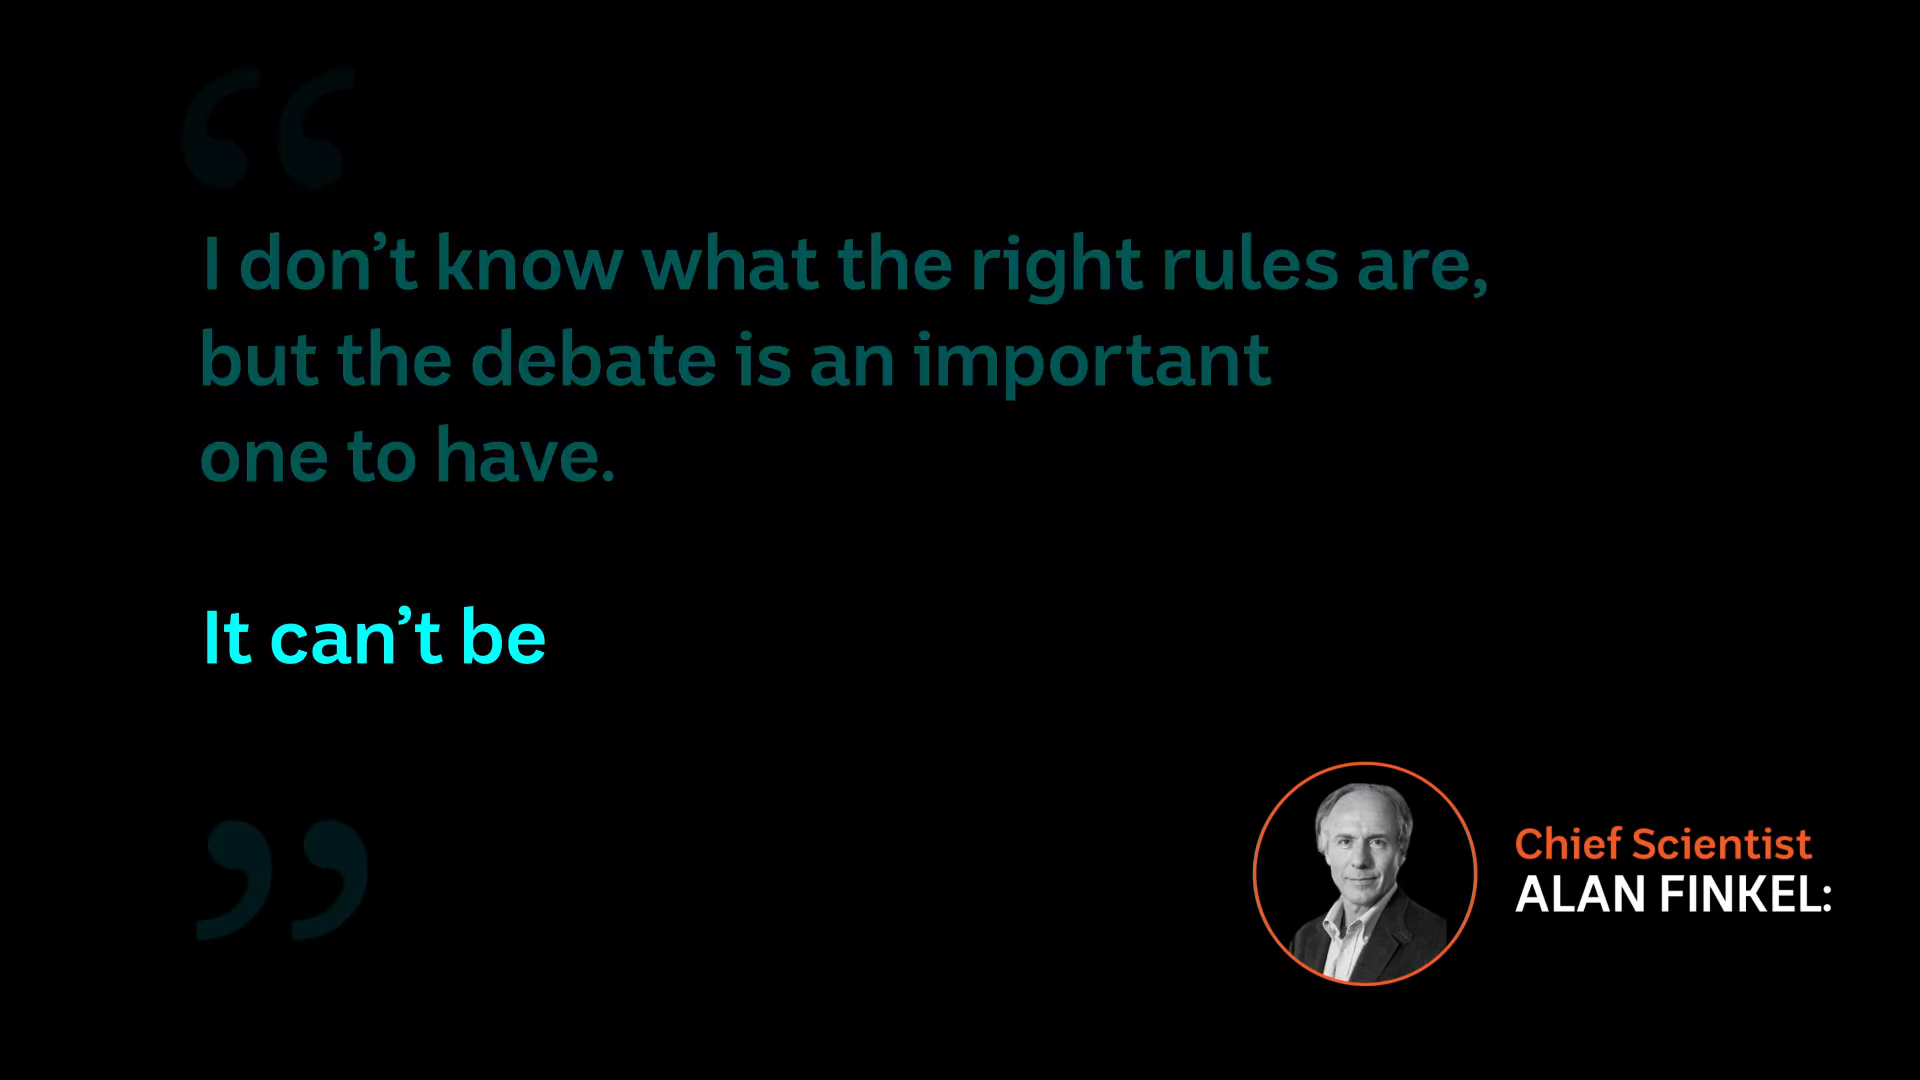 “
I don’t know what the right rules are,
but the debate is an important
one to have.
It can’t be
”
Chief Scientist
ALAN FINKEL: